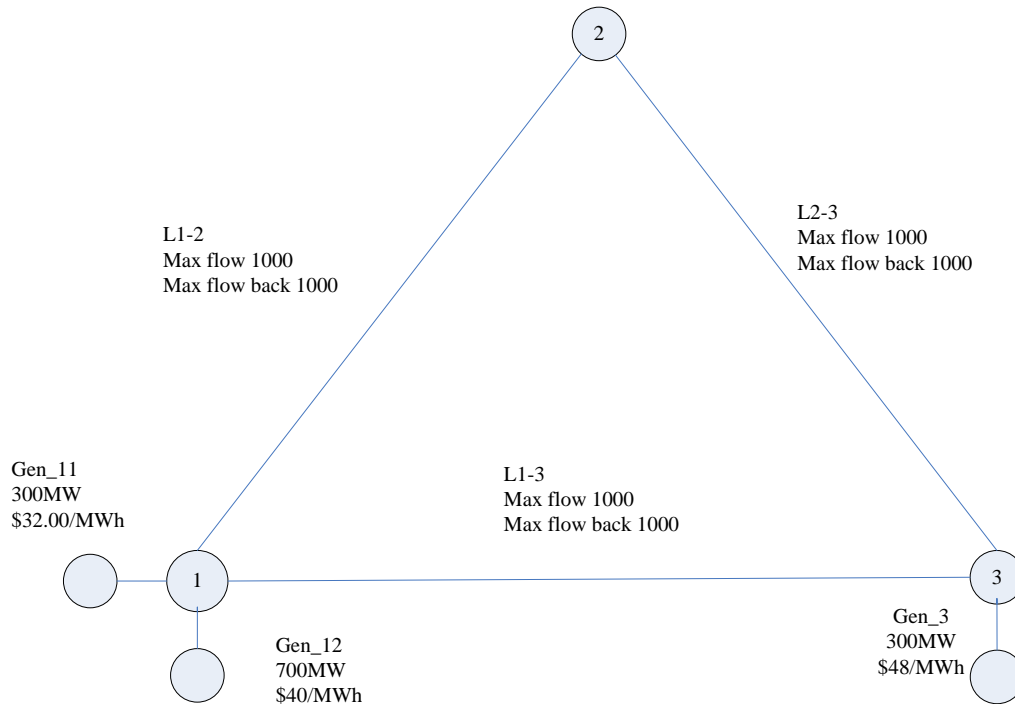 2
L1-2
Max flow 1000
Max flow back 1000
L2-3
Max flow 1000
Max flow back 1000
L1-3
Max flow 1000
Max flow back 1000
Gen_11
300MW
$32.00/MWh
1
3
Gen_12
700MW
$40/MWh
Gen_3
300MW
$48/MWh